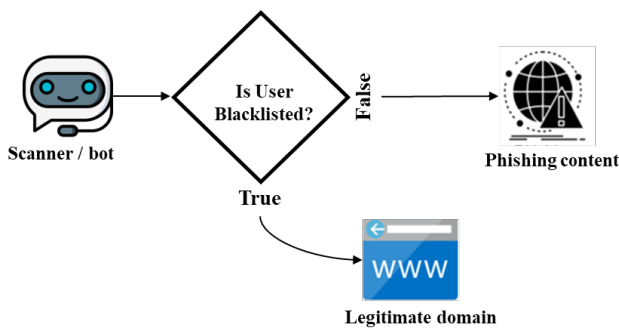 Is User
Blacklisted?
False
Scanner / bot
Phishing content
True
www
Legitimate domain